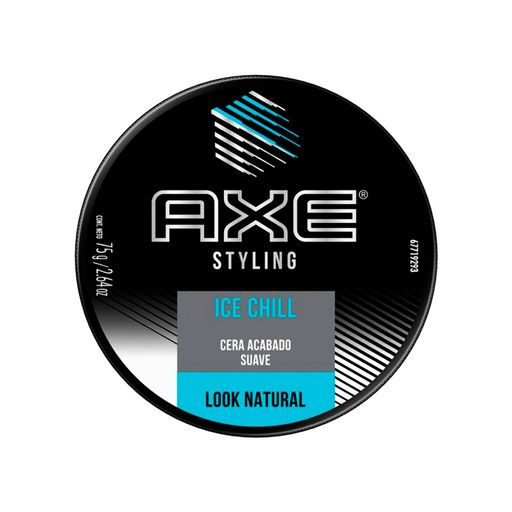 AXE®
STYLING
ICE CHILL
CERA ACABADO
SUAVE
LOOK NATURAL
CONT. NETO
75 g / 2.64 oz
67719293